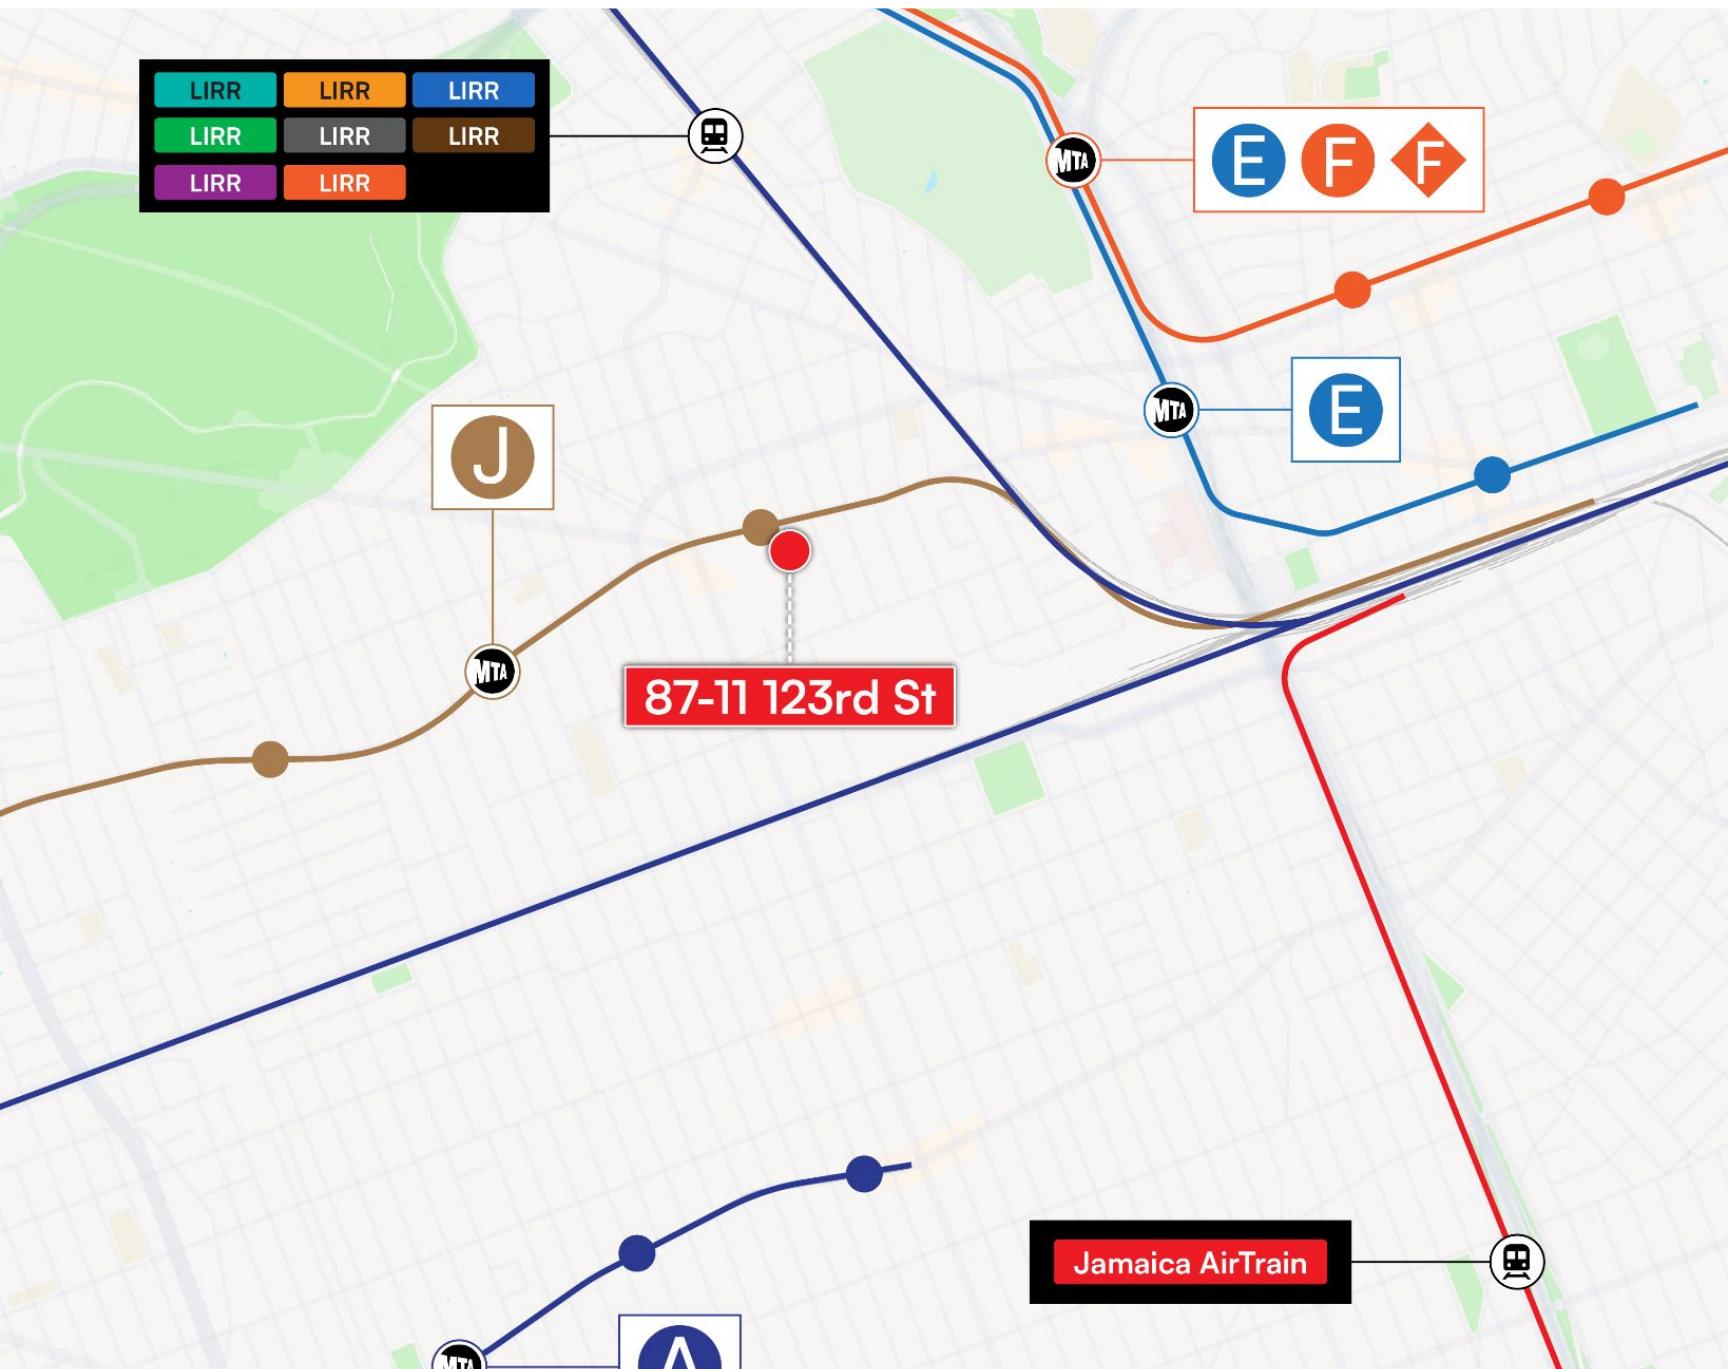 LIRR LIRR LIRR
LIRR LIRR LIRR
LIRR LIRR
MTA
E F F
MTA
E
J
MTA
87-11 123rd St
Jamaica AirTrain
MTA
A